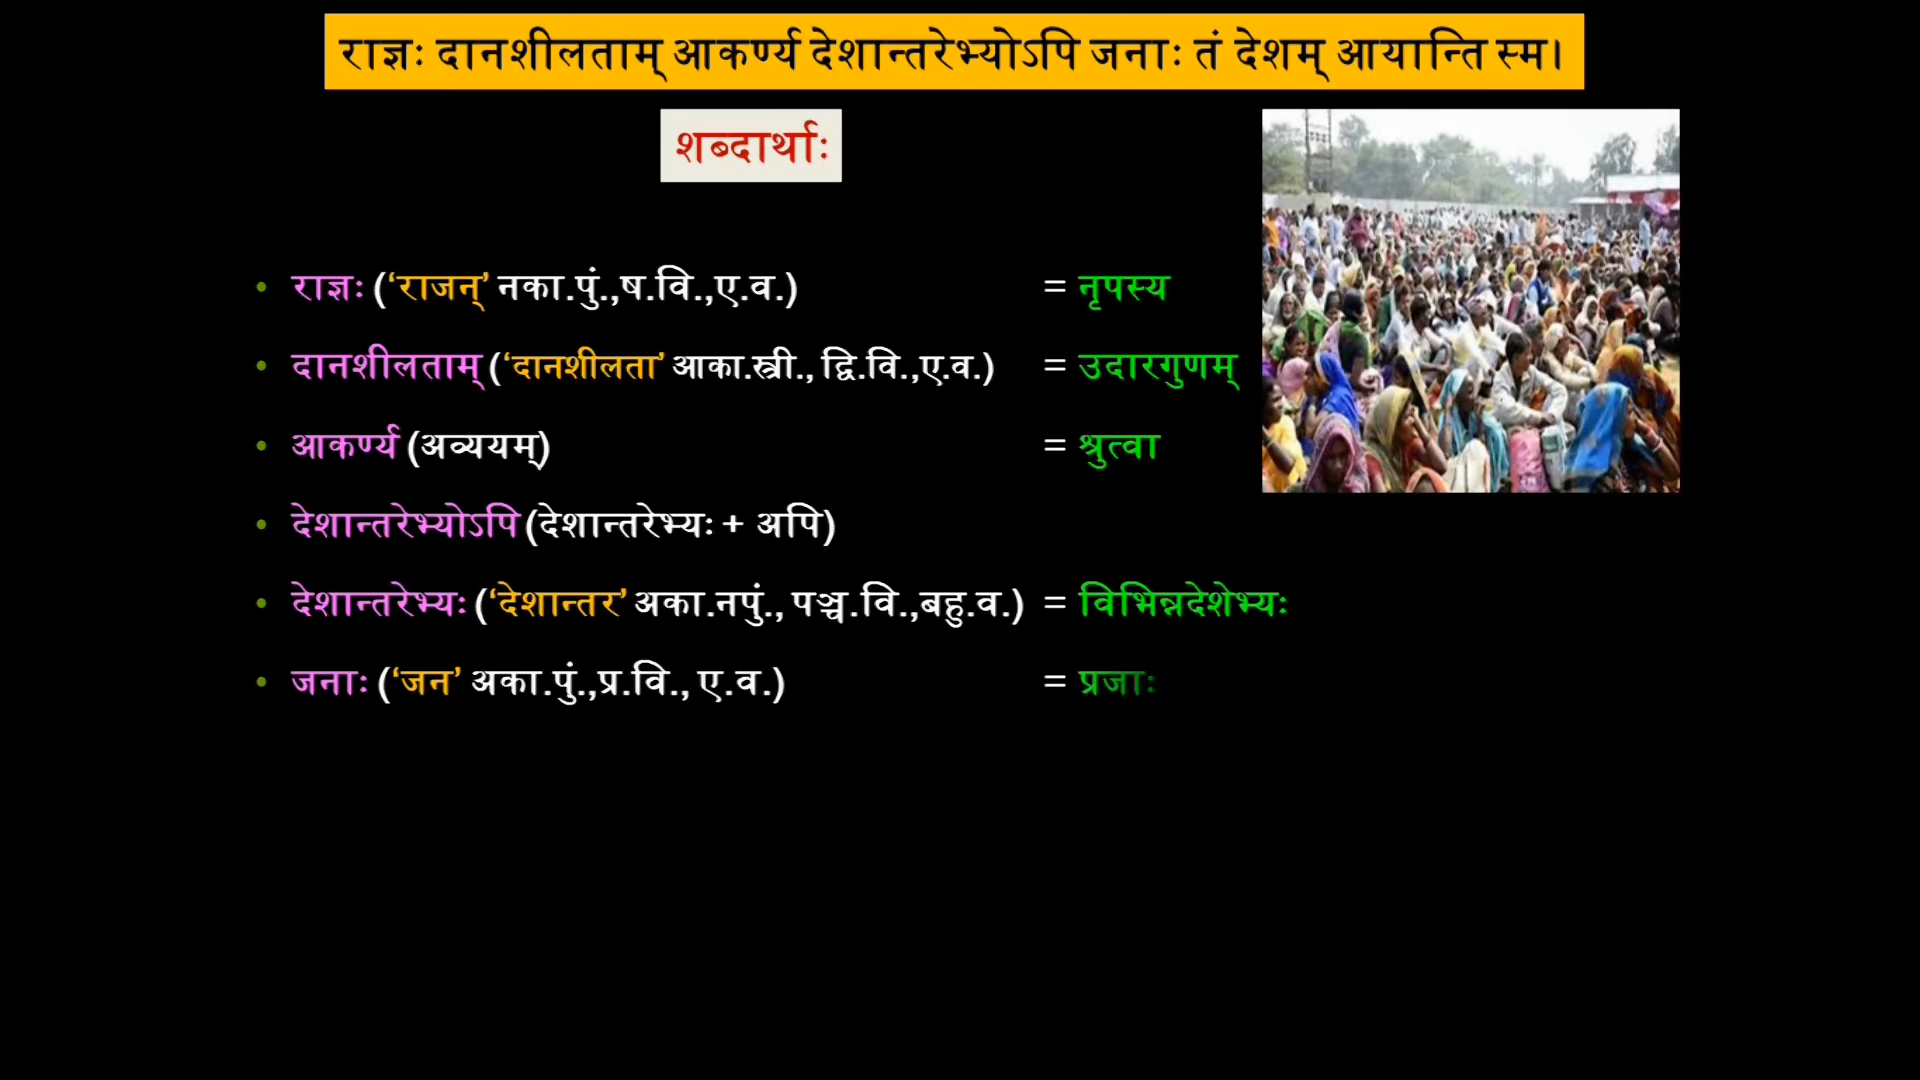 राज्ञः दानशीलताम् आकर्ण्य देशान्तरेभ्योऽपि जनाः तं देशम् आयान्ति स्म।
शब्दार्थाः
• राज्ञः (‘राजन्’ नका.पुं.,ष.वि.,ए.व.) = नृपस्य
• दानशीलताम् (‘दानशीलता’ आका.स्त्री., द्वि.वि.,ए.व.) = उदारगुणम्
• आकर्ण्य (अव्ययम्) = श्रुत्वा
• देशान्तरेभ्योऽपि (देशान्तरेभ्यः + अपि)
• देशान्तरेभ्यः (‘देशान्तर’ अका.नपुं., पञ्च.वि.,बहु.व.) = विभिन्नदेशेभ्यः
• जनाः (‘जन’ अका.पुं.,प्र.वि., ए.व.) = प्रजाः